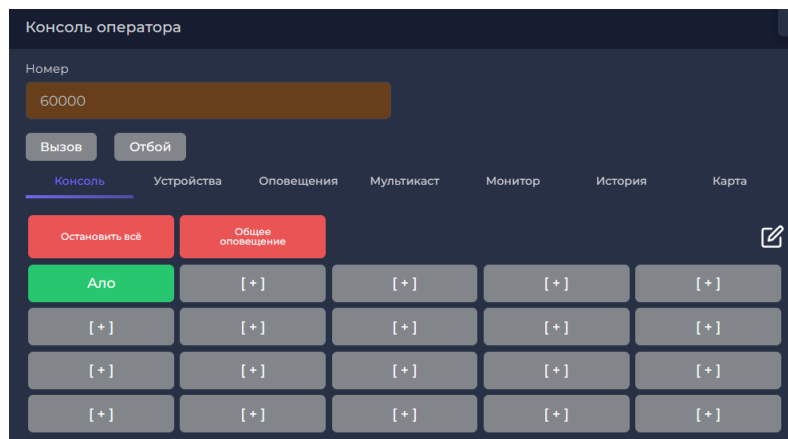 Консоль оператора
Номер
60000
Вызов Отбой
Консоль Устройства Оповещения Мультикаст Монитор История Карта
Остановить всё Общее
оповещение
Ало [ + ] [ + ] [ + ] [ + ]
[ + ] [ + ] [ + ] [ + ] [ + ]
[ + ] [ + ] [ + ] [ + ] [ + ]
[ + ] [ + ] [ + ] [ + ] [ + ]